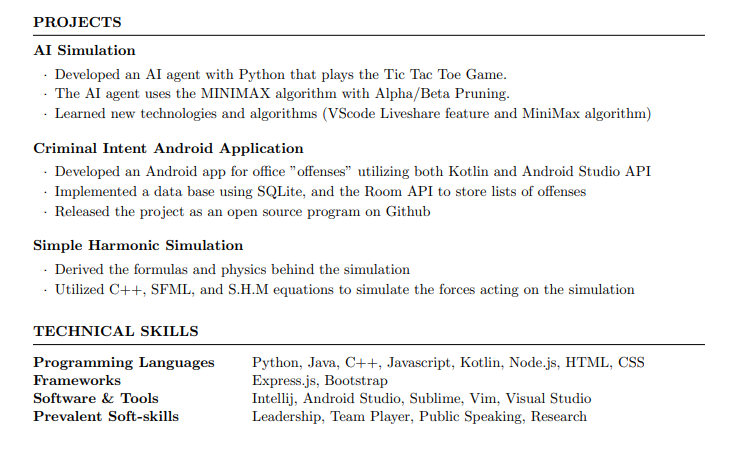 PROJECTS
AI Simulation
· Developed an AI agent with Python that plays the Tic Tac Toe Game.
· The AI agent uses the MINIMAX algorithm with Alpha/Beta Pruning.
· Learned new technologies and algorithms (VScode Liveshare feature and MiniMax algorithm)
Criminal Intent Android Application
· Developed an Android app for office ”offenses” utilizing both Kotlin and Android Studio API
· Implemented a data base using SQLite, and the Room API to store lists of offenses
· Released the project as an open source program on Github
Simple Harmonic Simulation
· Derived the formulas and physics behind the simulation
· Utilized C++, SFML, and S.H.M equations to simulate the forces acting on the simulation
TECHNICAL SKILLS
Programming Languages Python, Java, C++, Javascript, Kotlin, Node.js, HTML, CSS
Frameworks Express.js, Bootstrap
Software & Tools Intellij, Android Studio, Sublime, Vim, Visual Studio
Prevalent Soft-skills Leadership, Team Player, Public Speaking, Research